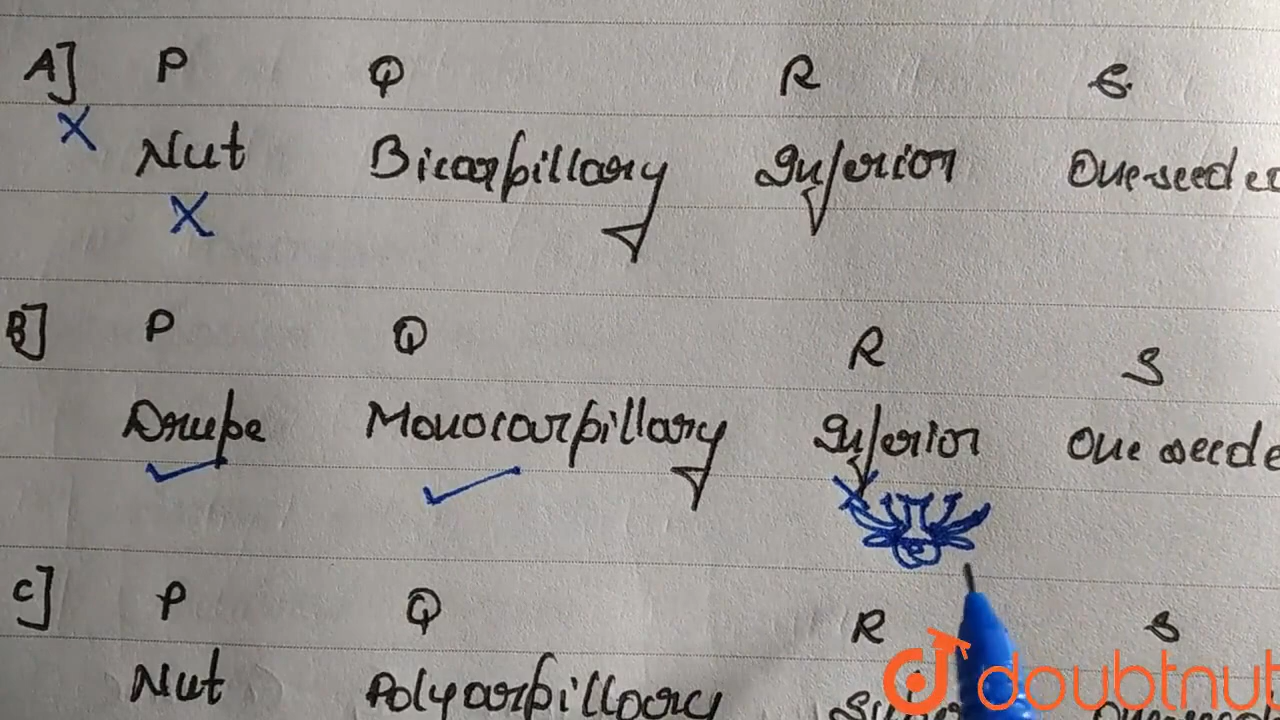 A] P Q R S
Nut Bicarpillary Inferior One-seeded
B] P Q R S
Drupe Monocarpillary Inferior One seede
C] P Q R S
Nut Polycarpillary
doubtnut